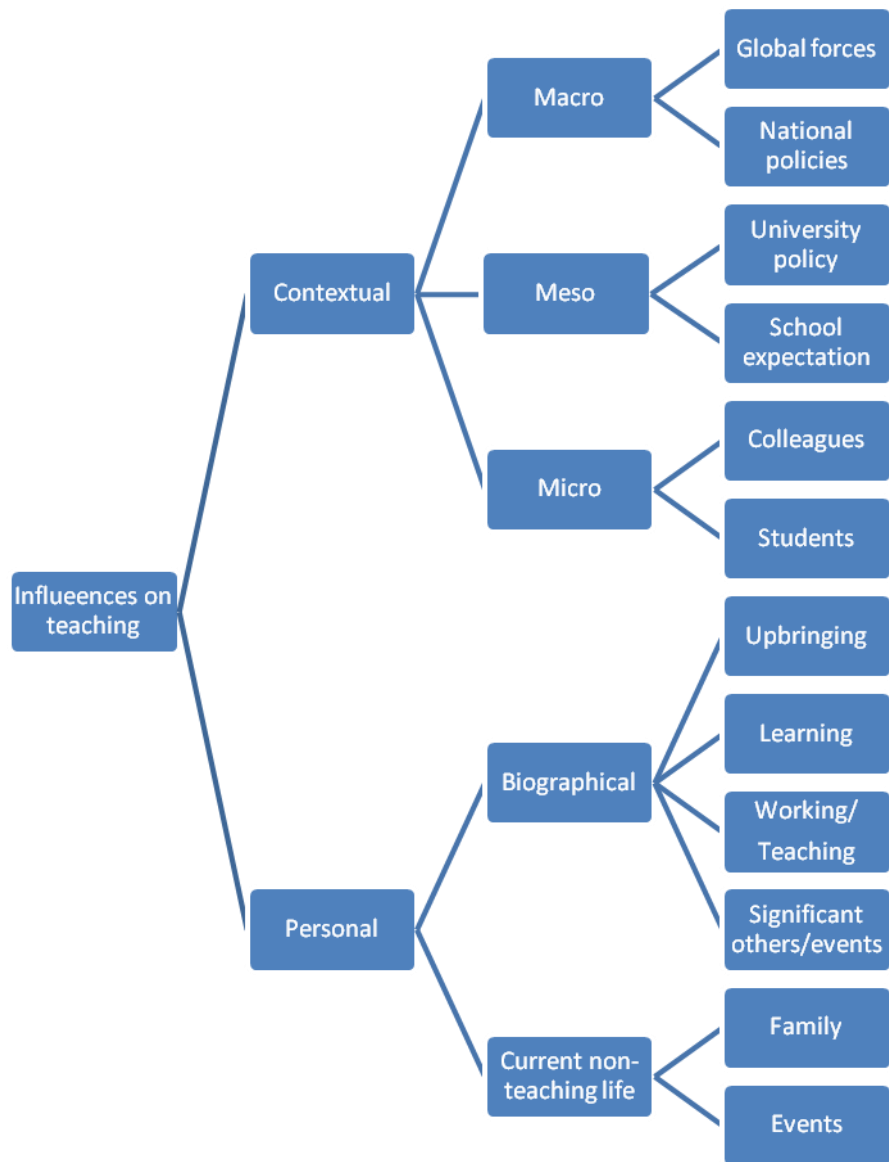 Influeences on
teaching
Contextual
Macro
Global forces
National
policies
Meso
University
policy
School
expectation
Micro
Colleagues
Students
Personal
Biographical
Upbringing
Learning
Working/
Teaching
Significant
others/events
Current non-
teaching life
Family
Events